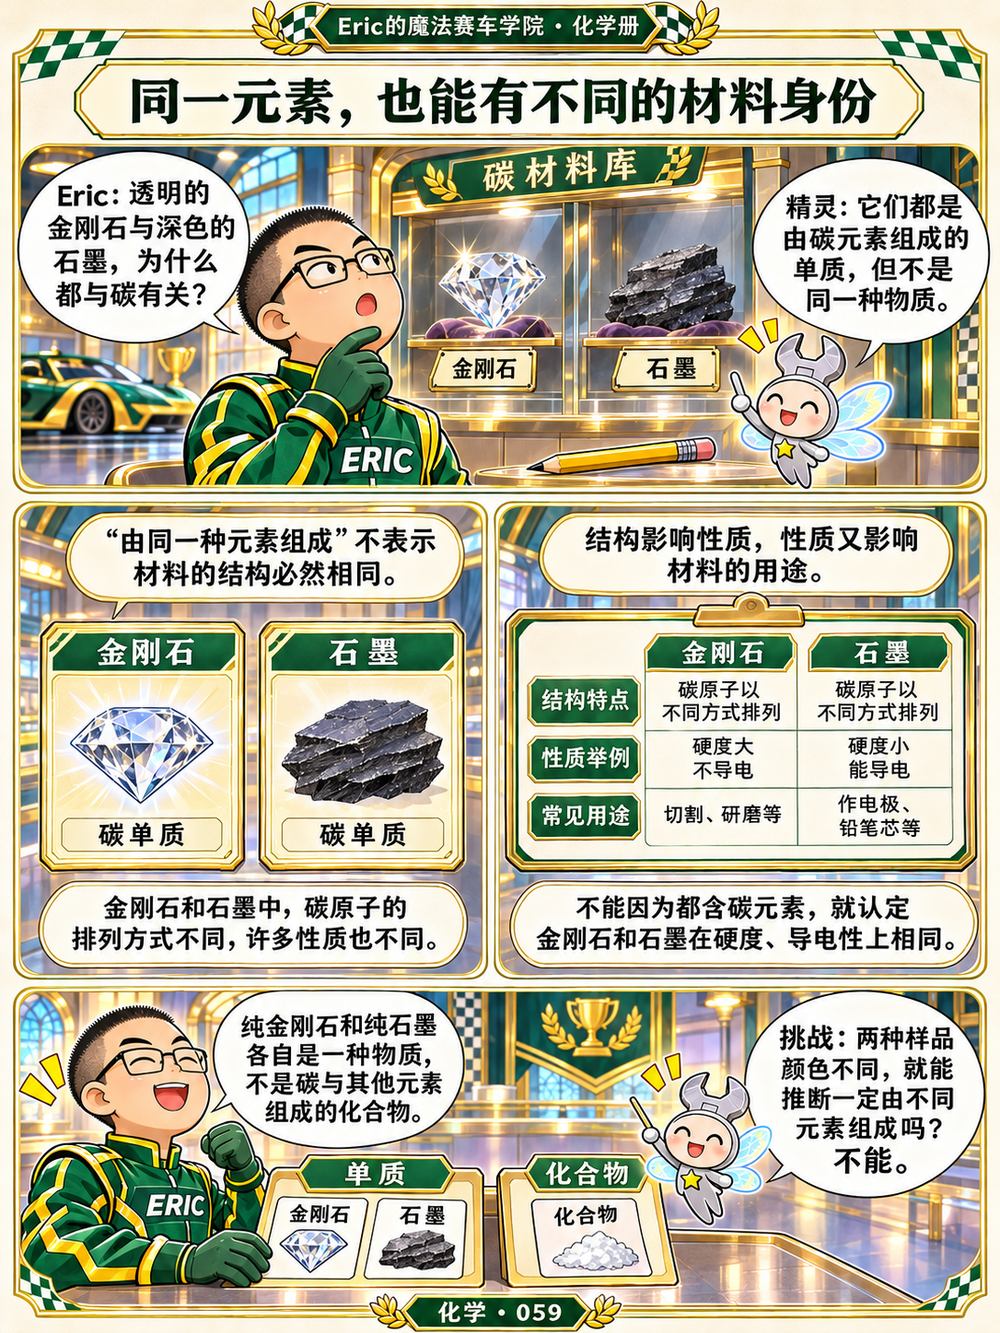 Eric的魔法赛车学院·化学册
同一元素，也能有不同的材料身份
Eric：透明的
金刚石与深色的
石墨，为什么
都与碳有关？
碳材料库
金刚石
石墨
精灵：它们都是
由碳元素组成的
单质，但不是
同一种物质。
ERIC
“由同一种元素组成”不表示
材料的结构必然相同。
金刚石
石墨
碳单质
碳单质
金刚石和石墨中，碳原子的
排列方式不同，许多性质也不同。
结构影响性质，性质又影响
材料的用途。
金刚石
石墨
结构特点
碳原子以
不同方式排列
碳原子以
不同方式排列
性质举例
硬度大
不导电
硬度小
能导电
常见用途
切割、研磨等
作电极、
铅笔芯等
不能因为都含碳元素，就认定
金刚石和石墨在硬度、导电性上相同。
纯金刚石和纯石墨
各自是一种物质，
不是碳与其他元素
组成的化合物。
ERIC
单质
金刚石
石墨
化合物
化合物
挑战：两种样品
颜色不同，就能
推断一定由不同
元素组成吗？
不能。
化学·059